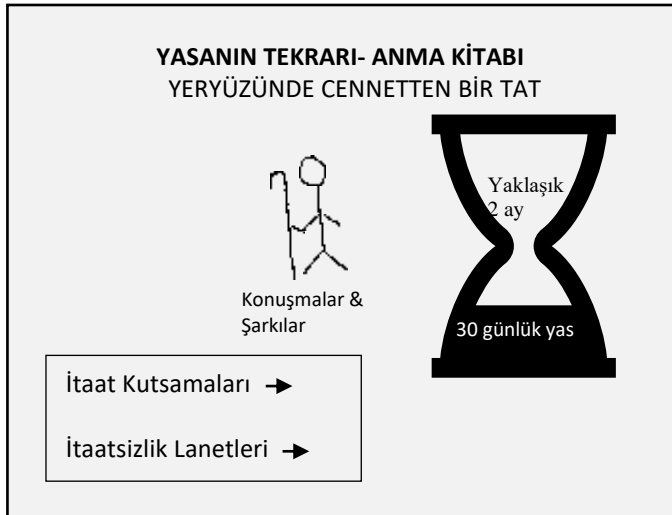 YASANIN TEKRARI- ANMA KİTABI
YERYÜZÜNDE CENNETTEN BİR TAT
Yaklaşık
2 ay
Konuşmalar &
Şarkılar
30 günlük yas
İtaat Kutsamaları
İtaatsizlik Lanetleri